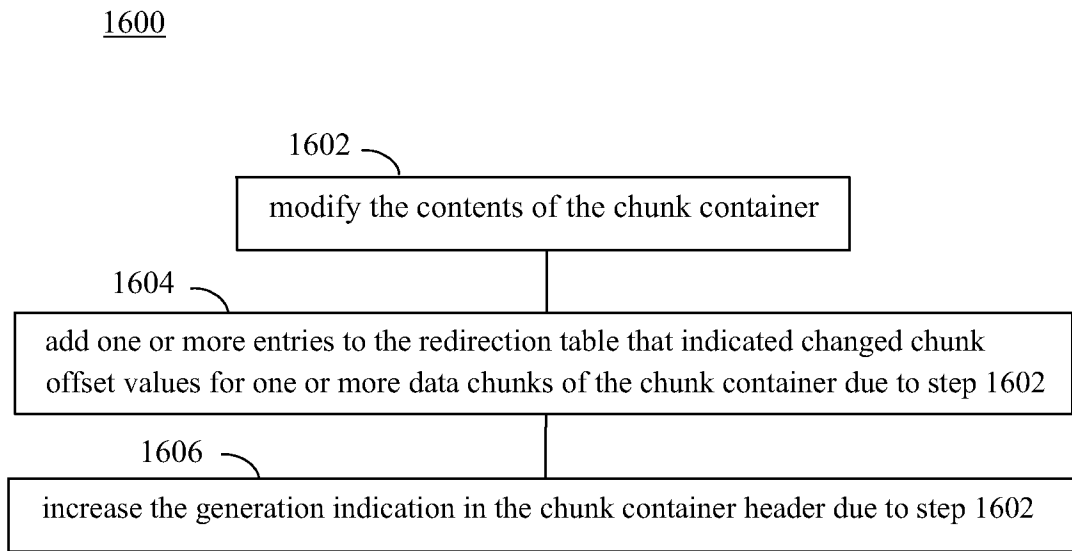 1600
1602
modify the contents of the chunk container
1604
add one or more entries to the redirection table that indicated changed chunk
offset values for one or more data chunks of the chunk container due to step 1602
1606
increase the generation indication in the chunk container header due to step 1602